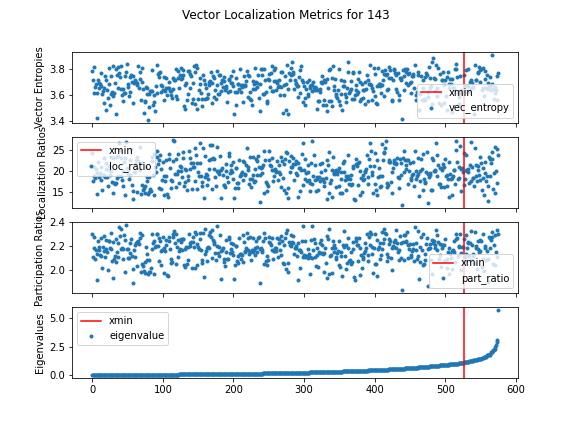 Vector Localization Metrics for 143
Vector Entropies
3.8
3.6
3.4
xmin
vec_entropy
Localization Ratios
25
20
15
xmin
loc_ratio
Participation Ratios
2.4
2.2
2.0
xmin
part_ratio
Eigenvalues
5.0
2.5
0.0
xmin
eigenvalue
0
100
200
300
400
500
600